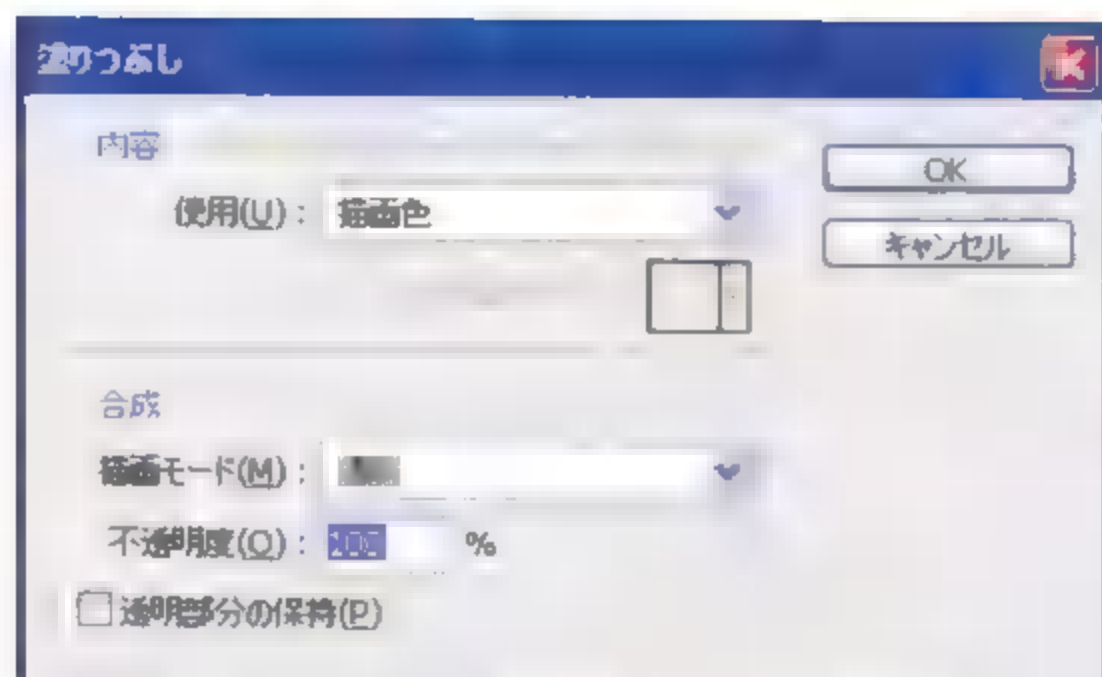 塗りつぶし
内容
使用(U): 描画色
OK
キャンセル
合成
描画モード(M):
不透明度(O): 100 %
透明部分の保持(P)